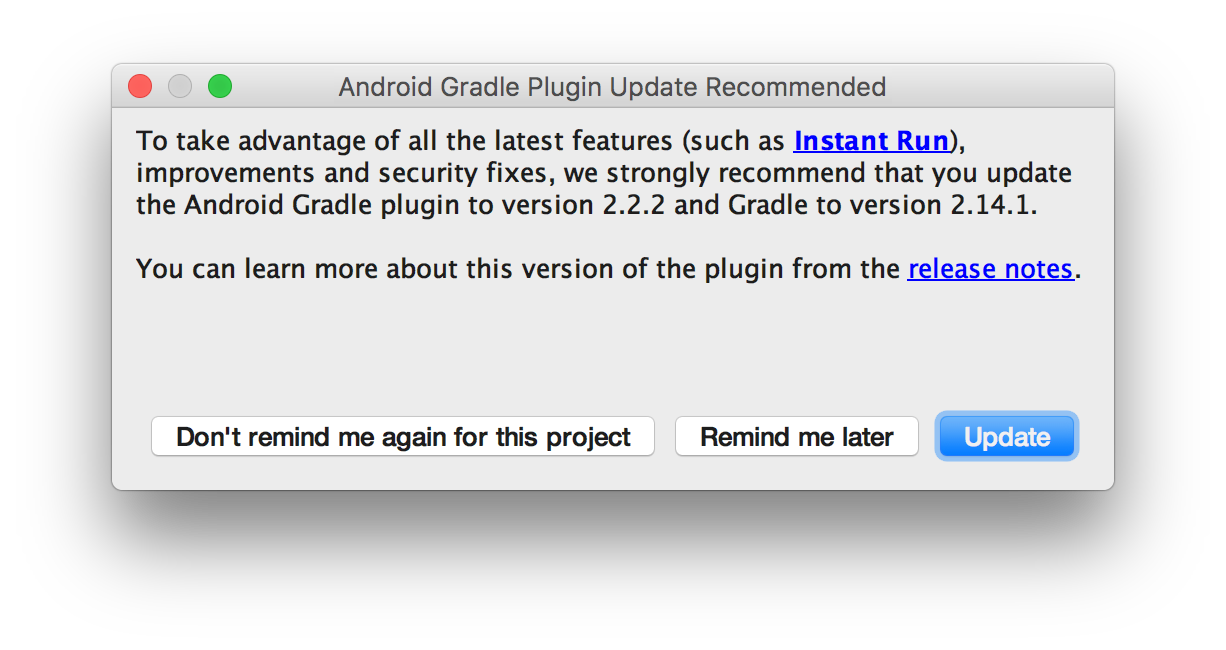 Android Gradle Plugin Update Recommended
To take advantage of all the latest features (such as Instant Run),
improvements and security fixes, we strongly recommend that you update
the Android Gradle plugin to version 2.2.2 and Gradle to version 2.14.1.
You can learn more about this version of the plugin from the release notes.
Don't remind me again for this project Remind me later Update